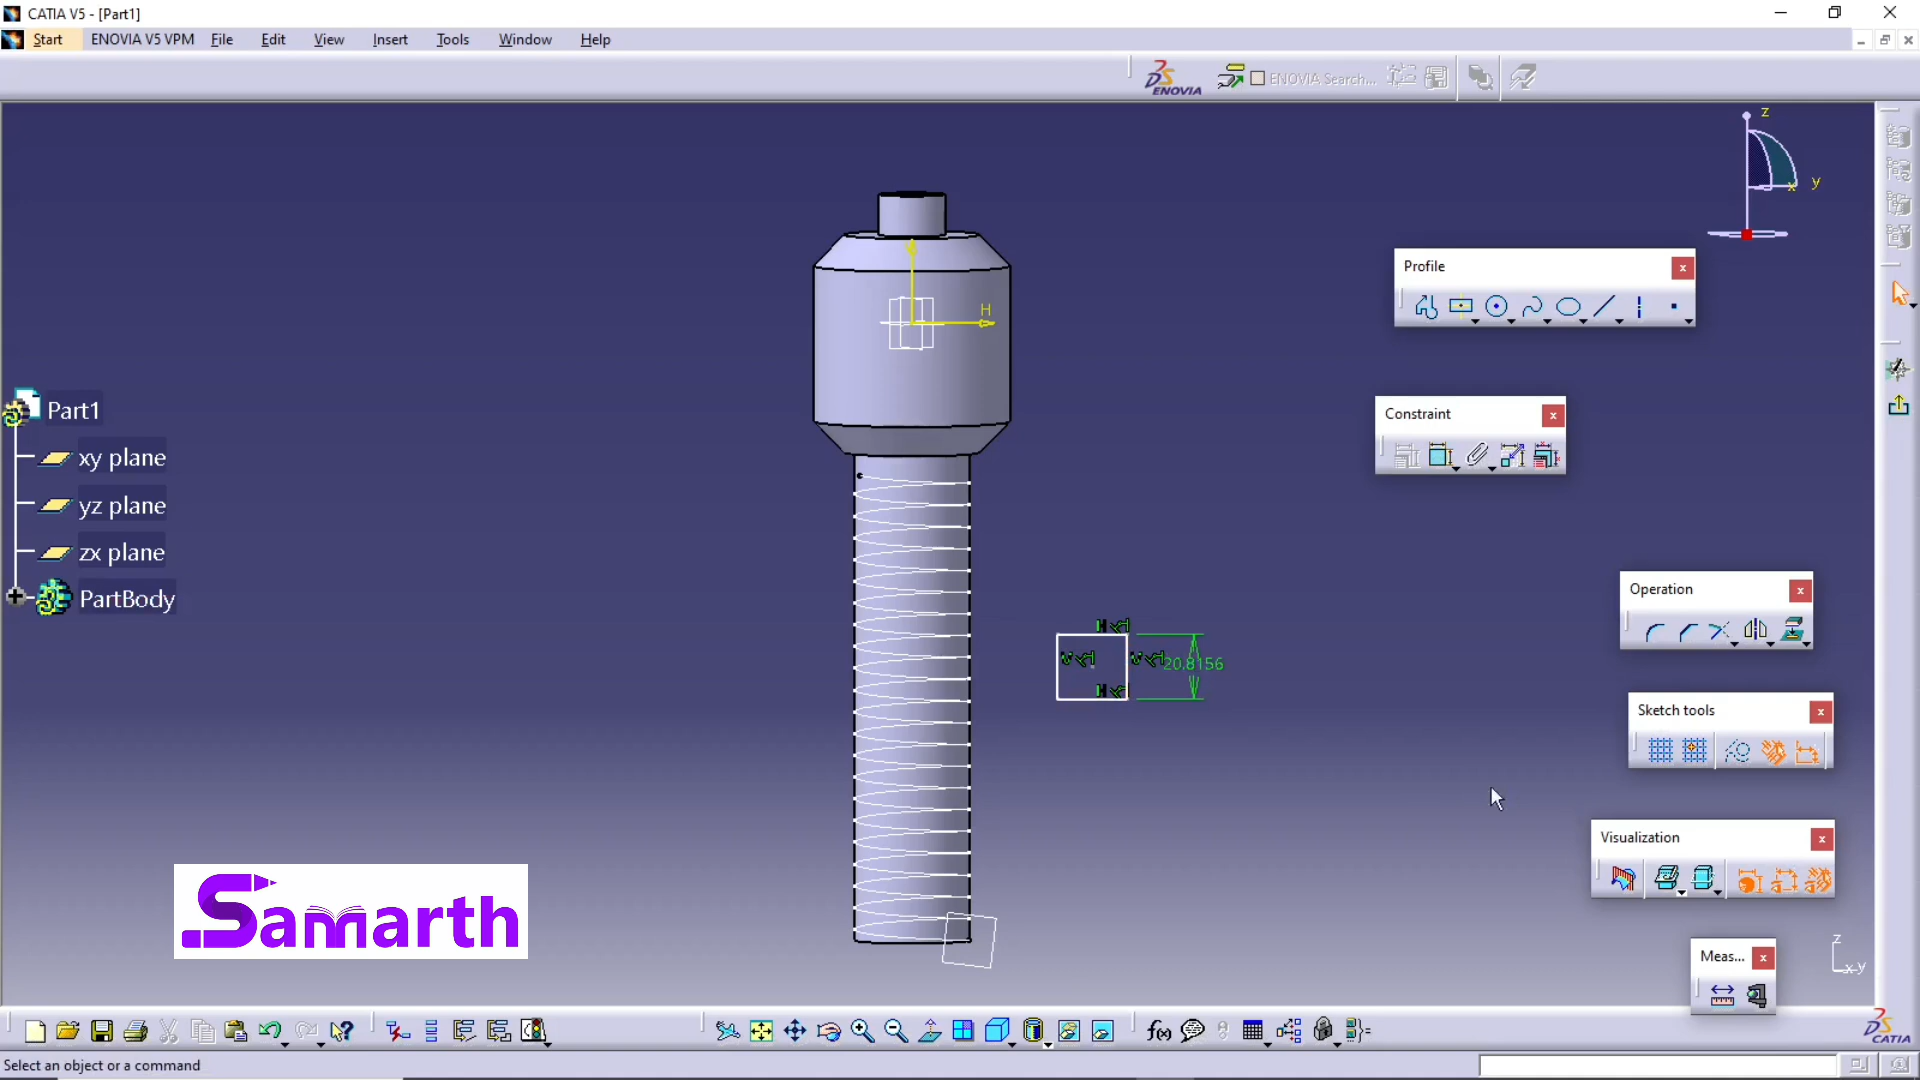 CATIA V5 - [Part1]
Start ENOVIA V5 VPM File Edit View Insert Tools Window Help
ENOVIA
ENOVIA Search...
z
x y
Profile
H
Constraint
Part1
xy plane
yz plane
zx plane
PartBody
Operation
H
V V 20.8156
H
Sketch tools
Visualization
Samarth
Meas...
z
x y
f(x)
CATIA
Select an object or a command